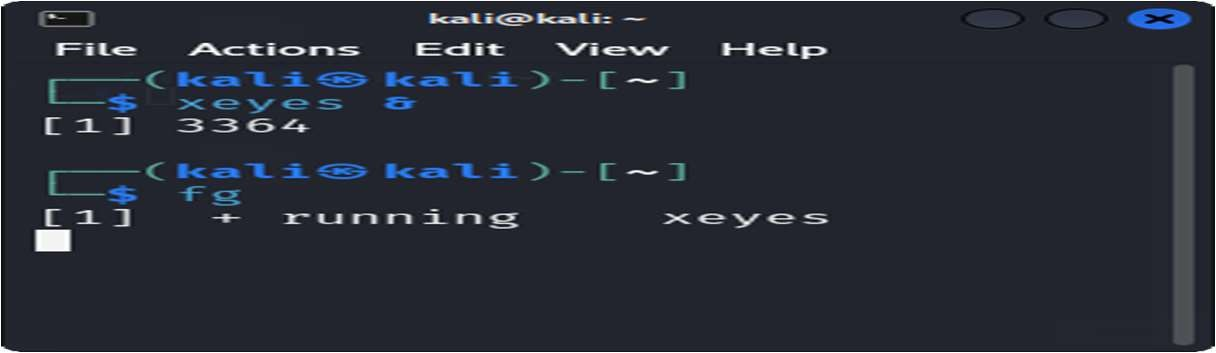 kali@kali: ~
File Actions Edit View Help
┌──(kali㉿kali)-[~]
└─$ xeyes &
[1] 3364
┌──(kali㉿kali)-[~]
└─$ fg
[1] + running xeyes